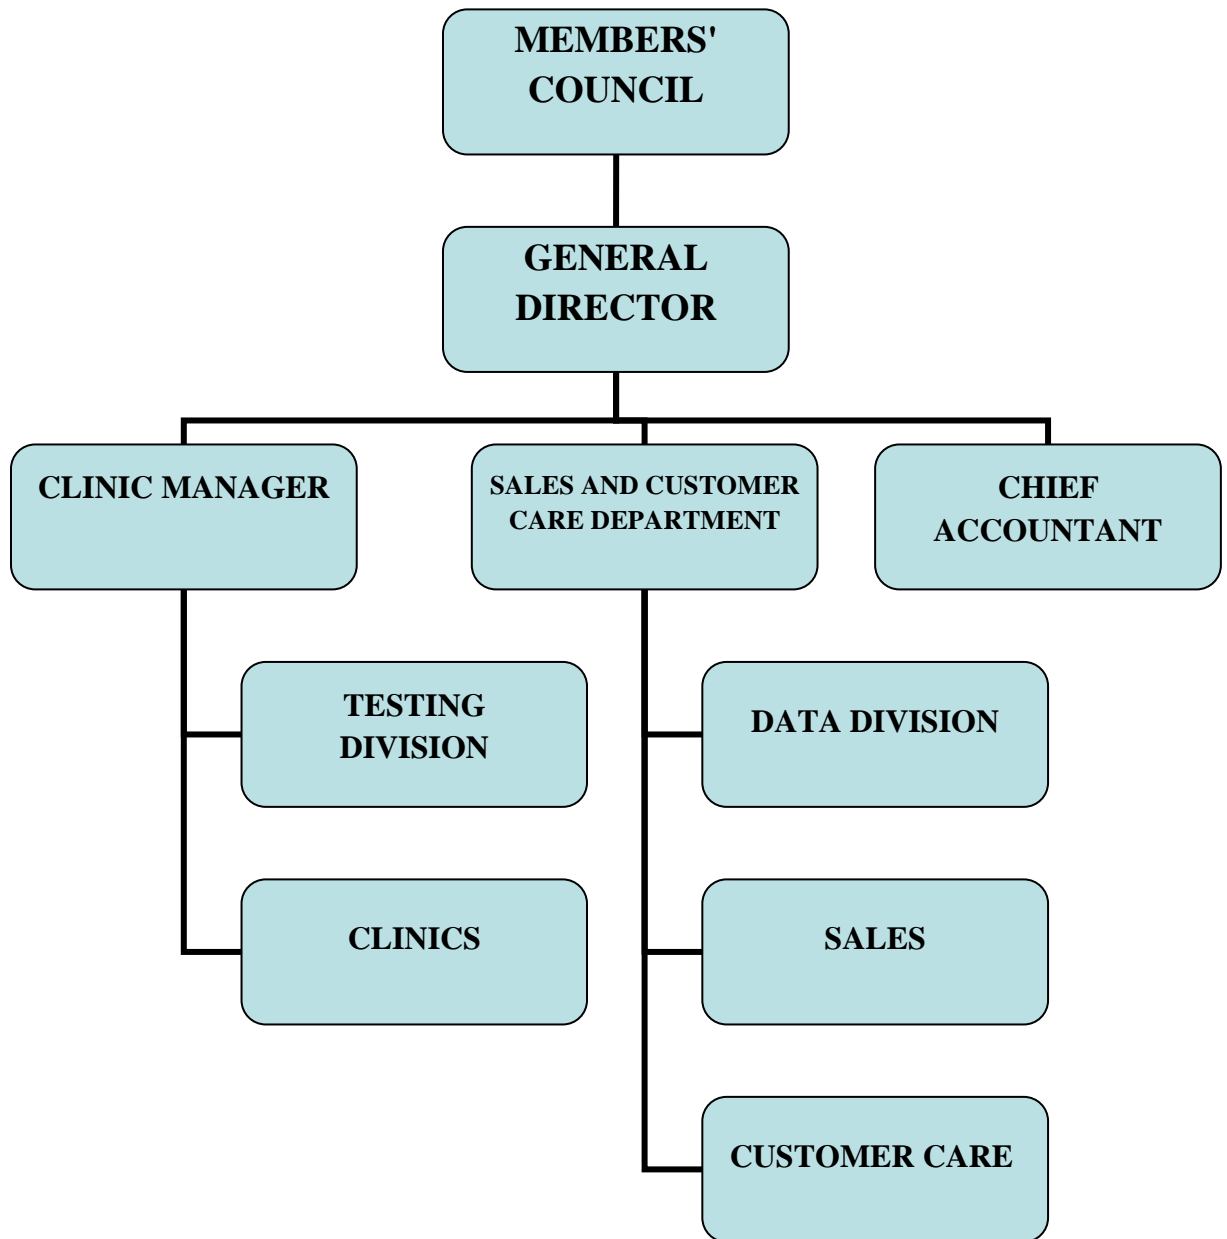 MEMBERS'
COUNCIL
GENERAL
DIRECTOR
CLINIC MANAGER
SALES AND CUSTOMER
CARE DEPARTMENT
CHIEF
ACCOUNTANT
TESTING
DIVISION
DATA DIVISION
CLINICS
SALES
CUSTOMER CARE